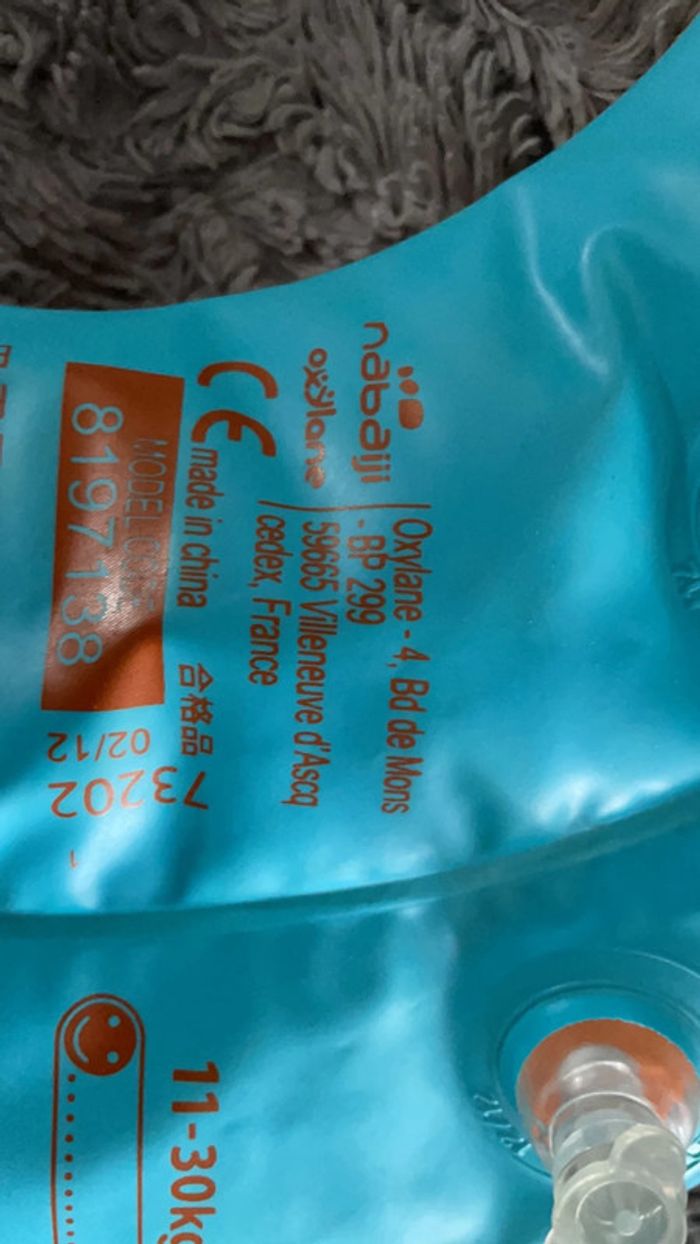 nabaiji
oxylane
Oxylane - 4, Bd de Mons
- BP 299
59665 Villeneuve d'Ascq
cedex, France
CE made in china 合格品
MODEL CODE
8197138
02/12
73202
1
11-30kg